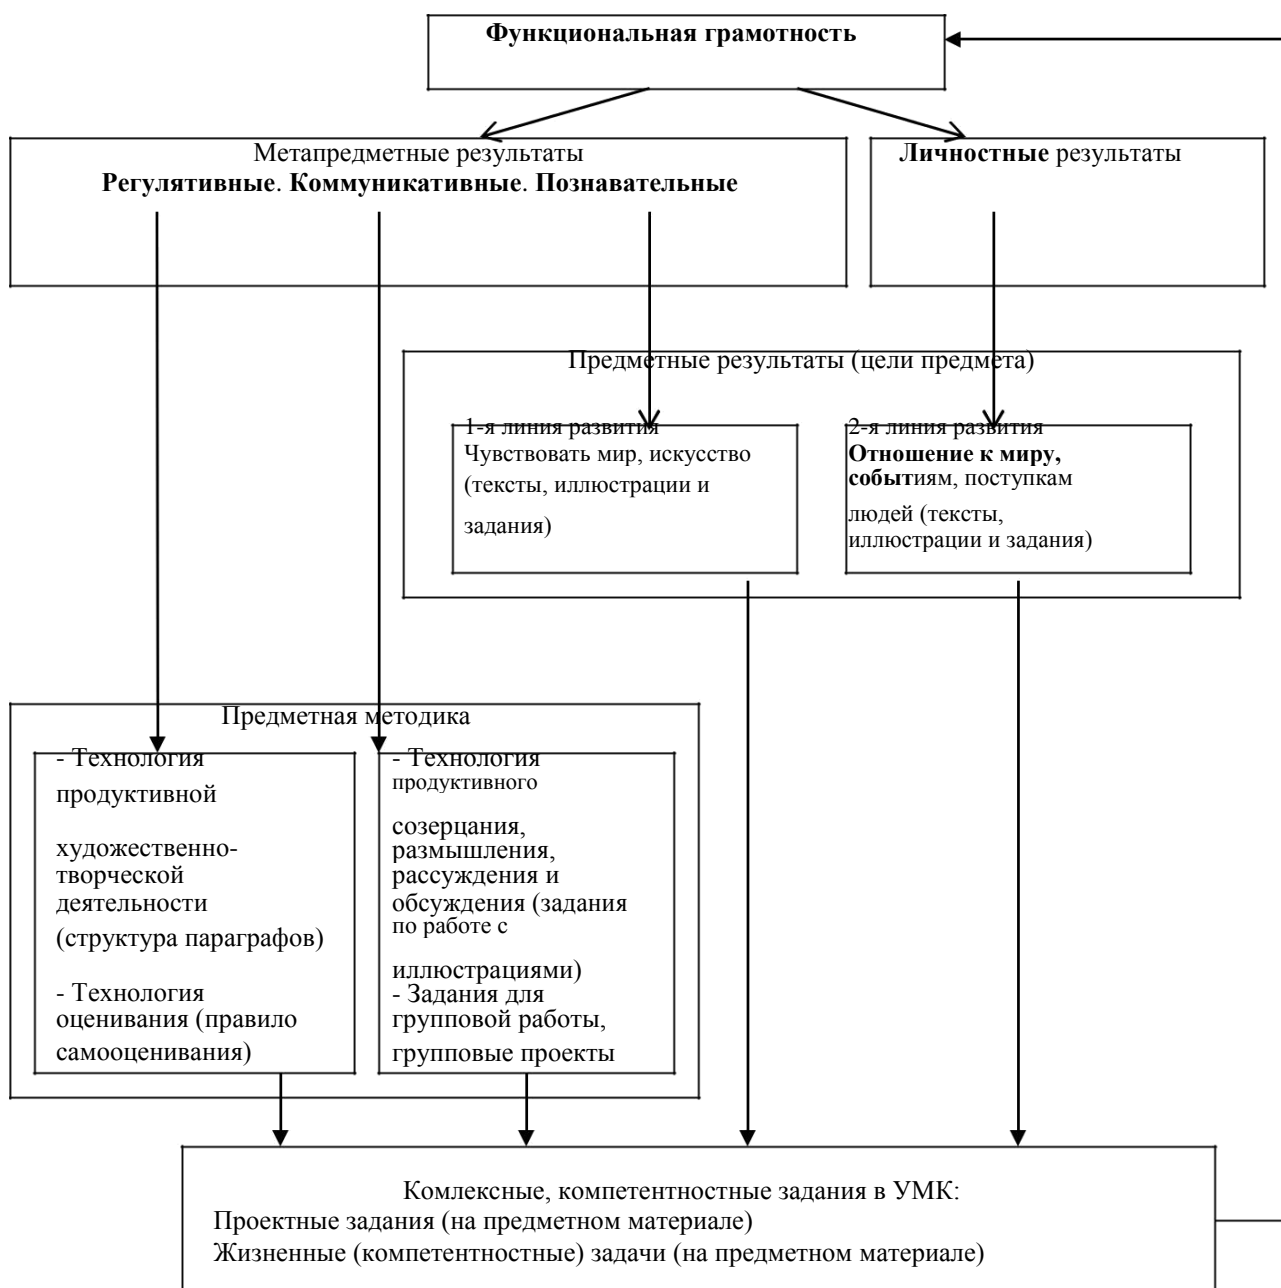 Функциональная грамотность
Метапредметные результаты
Регулятивные. Коммуникативные. Познавательные
Личностные результаты
Предметные результаты (цели предмета)
1-я линия развития
Чувствовать мир, искусство
(тексты, иллюстрации и
задания)
2-я линия развития
Отношение к миру,
событиям, поступкам
людей (тексты,
иллюстрации и задания)
Предметная методика
- Технология
продуктивной
художественно-
творческой
деятельности
(структура параграфов)
- Технология
оценивания (правило
самооценивания)
- Технология
продуктивного
созерцания,
размышления,
рассуждения и
обсуждения (задания
по работе с
иллюстрациями)
- Задания для
групповой работы,
групповые проекты
Комлексные, компетентностные задания в УМК:
Проектные задания (на предметном материале)
Жизненные (компетентностные) задачи (на предметном материале)